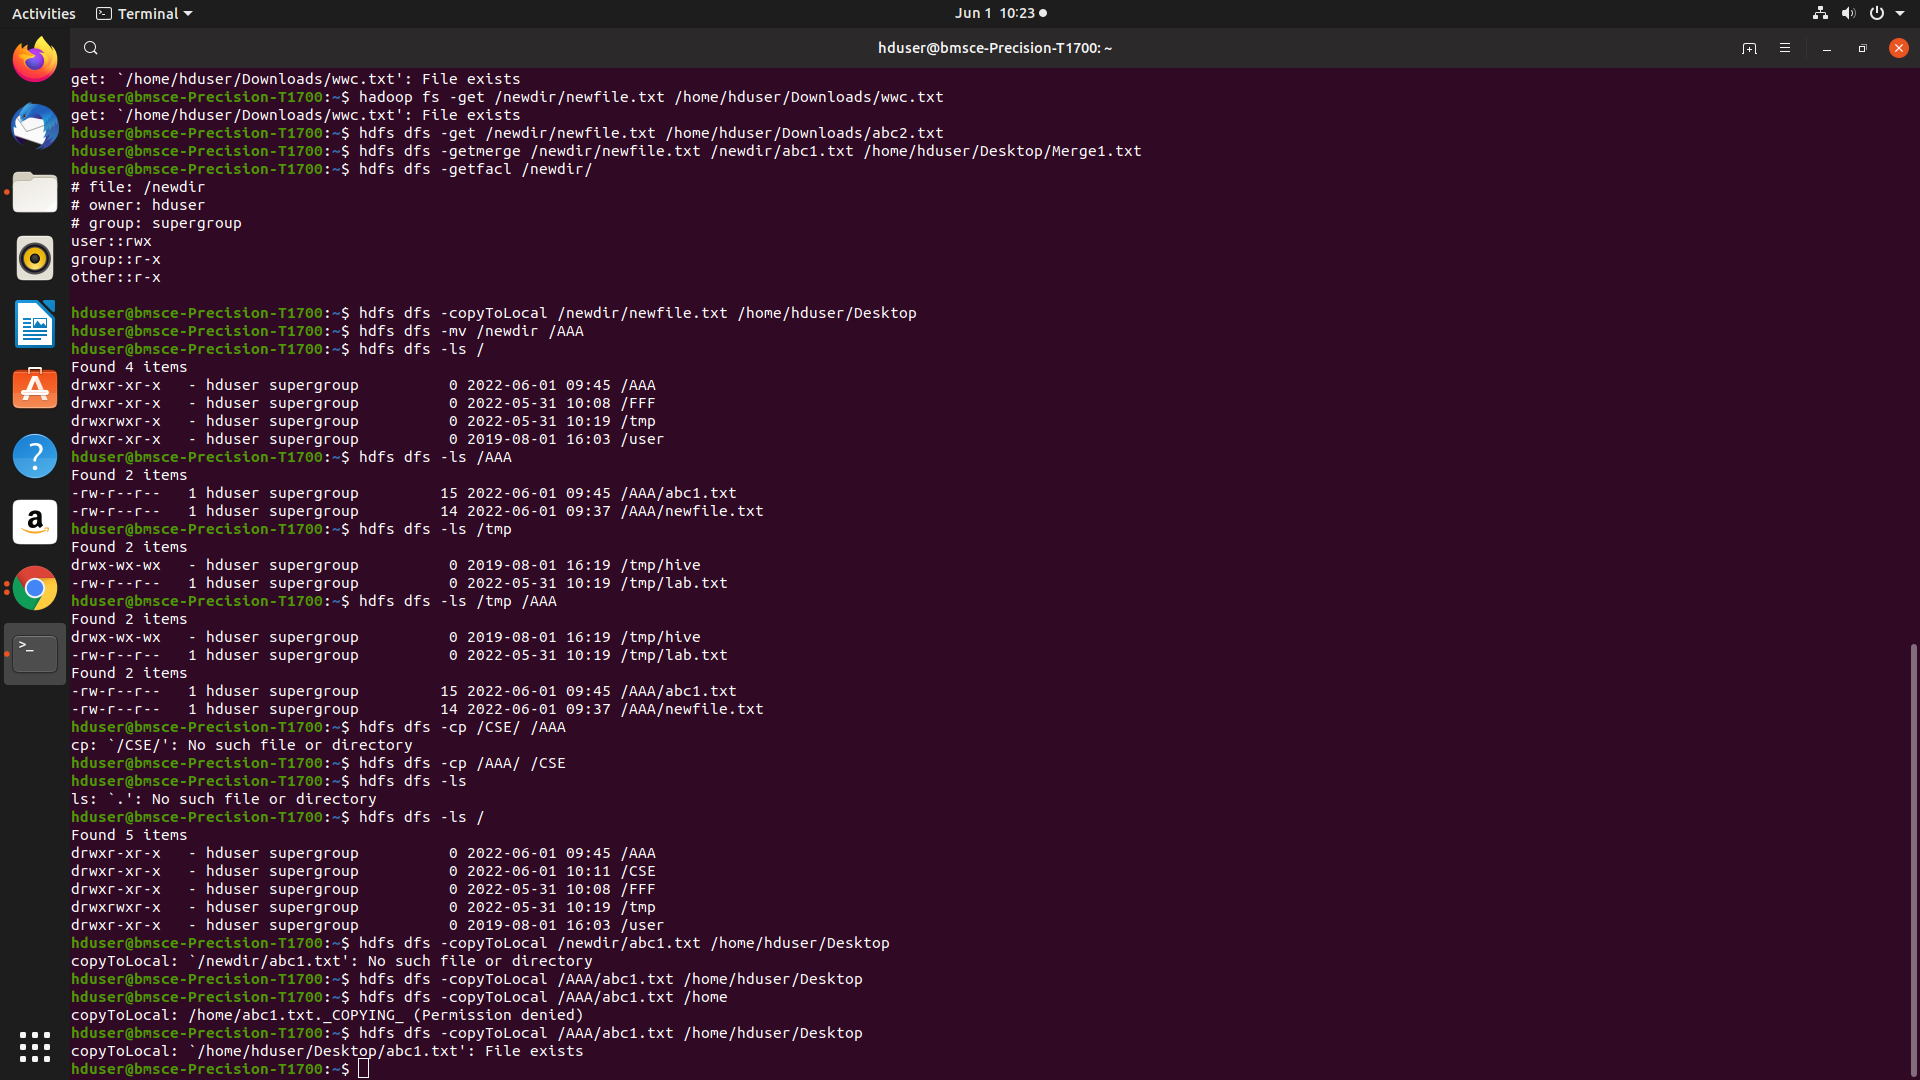 Activities Terminal Jun 1 10:23
hduser@bmsce-Precision-T1700: ~
get: `/home/hduser/Downloads/wwc.txt': File exists
hduser@bmsce-Precision-T1700:~$ hadoop fs -get /newdir/newfile.txt /home/hduser/Downloads/wwc.txt
get: `/home/hduser/Downloads/wwc.txt': File exists
hduser@bmsce-Precision-T1700:~$ hdfs dfs -get /newdir/newfile.txt /home/hduser/Downloads/abc2.txt
hduser@bmsce-Precision-T1700:~$ hdfs dfs -getmerge /newdir/newfile.txt /newdir/abc1.txt /home/hduser/Desktop/Merge1.txt
hduser@bmsce-Precision-T1700:~$ hdfs dfs -getfacl /newdir/
# file: /newdir
# owner: hduser
# group: supergroup
user::rwx
group::r-x
other::r-x
hduser@bmsce-Precision-T1700:~$ hdfs dfs -copyToLocal /newdir/newfile.txt /home/hduser/Desktop
hduser@bmsce-Precision-T1700:~$ hdfs dfs -mv /newdir /AAA
hduser@bmsce-Precision-T1700:~$ hdfs dfs -ls /
Found 4 items
drwxr-xr-x   - hduser supergroup          0 2022-06-01 09:45 /AAA
drwxr-xr-x   - hduser supergroup          0 2022-05-31 10:08 /FFF
drwxrwxr-x   - hduser supergroup          0 2022-05-31 10:19 /tmp
drwxr-xr-x   - hduser supergroup          0 2019-08-01 16:03 /user
hduser@bmsce-Precision-T1700:~$ hdfs dfs -ls /AAA
Found 2 items
-rw-r--r--   1 hduser supergroup         15 2022-06-01 09:45 /AAA/abc1.txt
-rw-r--r--   1 hduser supergroup         14 2022-06-01 09:37 /AAA/newfile.txt
hduser@bmsce-Precision-T1700:~$ hdfs dfs -ls /tmp
Found 2 items
drwx-wx-wx   - hduser supergroup          0 2019-08-01 16:19 /tmp/hive
-rw-r--r--   1 hduser supergroup          0 2022-05-31 10:19 /tmp/lab.txt
hduser@bmsce-Precision-T1700:~$ hdfs dfs -ls /tmp /AAA
Found 2 items
drwx-wx-wx   - hduser supergroup          0 2019-08-01 16:19 /tmp/hive
-rw-r--r--   1 hduser supergroup          0 2022-05-31 10:19 /tmp/lab.txt
Found 2 items
-rw-r--r--   1 hduser supergroup         15 2022-06-01 09:45 /AAA/abc1.txt
-rw-r--r--   1 hduser supergroup         14 2022-06-01 09:37 /AAA/newfile.txt
hduser@bmsce-Precision-T1700:~$ hdfs dfs -cp /CSE/ /AAA
cp: `/CSE/': No such file or directory
hduser@bmsce-Precision-T1700:~$ hdfs dfs -cp /AAA/ /CSE
hduser@bmsce-Precision-T1700:~$ hdfs dfs -ls
ls: `.': No such file or directory
hduser@bmsce-Precision-T1700:~$ hdfs dfs -ls /
Found 5 items
drwxr-xr-x   - hduser supergroup          0 2022-06-01 09:45 /AAA
drwxr-xr-x   - hduser supergroup          0 2022-06-01 10:11 /CSE
drwxr-xr-x   - hduser supergroup          0 2022-05-31 10:08 /FFF
drwxrwxr-x   - hduser supergroup          0 2022-05-31 10:19 /tmp
drwxr-xr-x   - hduser supergroup          0 2019-08-01 16:03 /user
hduser@bmsce-Precision-T1700:~$ hdfs dfs -copyToLocal /newdir/abc1.txt /home/hduser/Desktop
copyToLocal: `/newdir/abc1.txt': No such file or directory
hduser@bmsce-Precision-T1700:~$ hdfs dfs -copyToLocal /AAA/abc1.txt /home/hduser/Desktop
hduser@bmsce-Precision-T1700:~$ hdfs dfs -copyToLocal /AAA/abc1.txt /home
copyToLocal: /home/abc1.txt._COPYING_ (Permission denied)
hduser@bmsce-Precision-T1700:~$ hdfs dfs -copyToLocal /AAA/abc1.txt /home/hduser/Desktop
copyToLocal: `/home/hduser/Desktop/abc1.txt': File exists
hduser@bmsce-Precision-T1700:~$